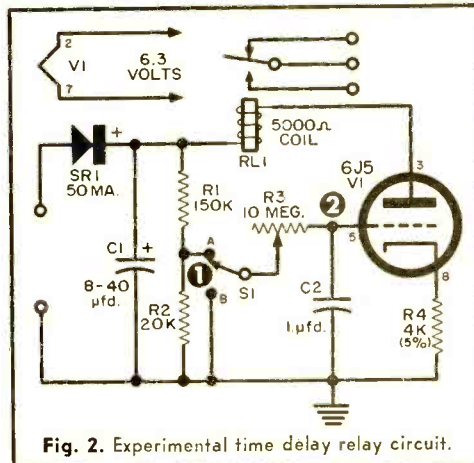 2
V1
7
6.3
VOLTS
SR1
50MA.
+
C1
+
8-40
µfd.
R1
150K
R2
20K
1
A
B
S1
RL1
5000Ω
COIL
R3
10 MEG.
2
C2
1µfd.
6J5
V1
3
5
8
R4
4K
(5%)
Fig. 2. Experimental time delay relay circuit.